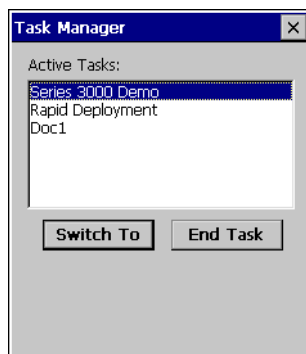 Task Manager
Active Tasks:
Series 3000 Demo
Rapid Deployment
Doc1
Switch To
End Task